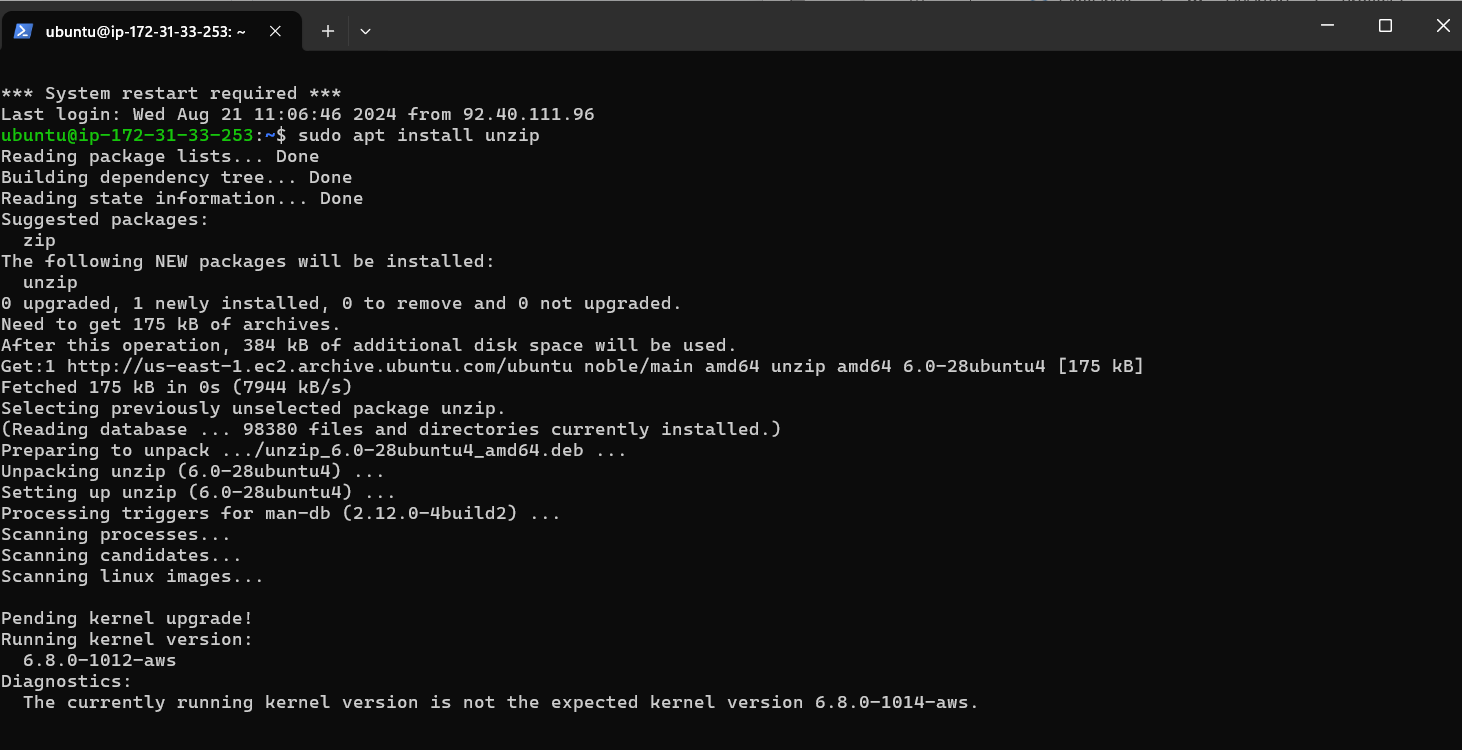 ubuntu@ip-172-31-33-253: ~
*** System restart required ***
Last login: Wed Aug 21 11:06:46 2024 from 92.40.111.96
ubuntu@ip-172-31-33-253:~$ sudo apt install unzip
Reading package lists... Done
Building dependency tree... Done
Reading state information... Done
Suggested packages:
  zip
The following NEW packages will be installed:
  unzip
0 upgraded, 1 newly installed, 0 to remove and 0 not upgraded.
Need to get 175 kB of archives.
After this operation, 384 kB of additional disk space will be used.
Get:1 http://us-east-1.ec2.archive.ubuntu.com/ubuntu noble/main amd64 unzip amd64 6.0-28ubuntu4 [175 kB]
Fetched 175 kB in 0s (7944 kB/s)
Selecting previously unselected package unzip.
(Reading database ... 98380 files and directories currently installed.)
Preparing to unpack .../unzip_6.0-28ubuntu4_amd64.deb ...
Unpacking unzip (6.0-28ubuntu4) ...
Setting up unzip (6.0-28ubuntu4) ...
Processing triggers for man-db (2.12.0-4build2) ...
Scanning processes...
Scanning candidates...
Scanning linux images...
Pending kernel upgrade!
Running kernel version:
  6.8.0-1012-aws
Diagnostics:
  The currently running kernel version is not the expected kernel version 6.8.0-1014-aws.